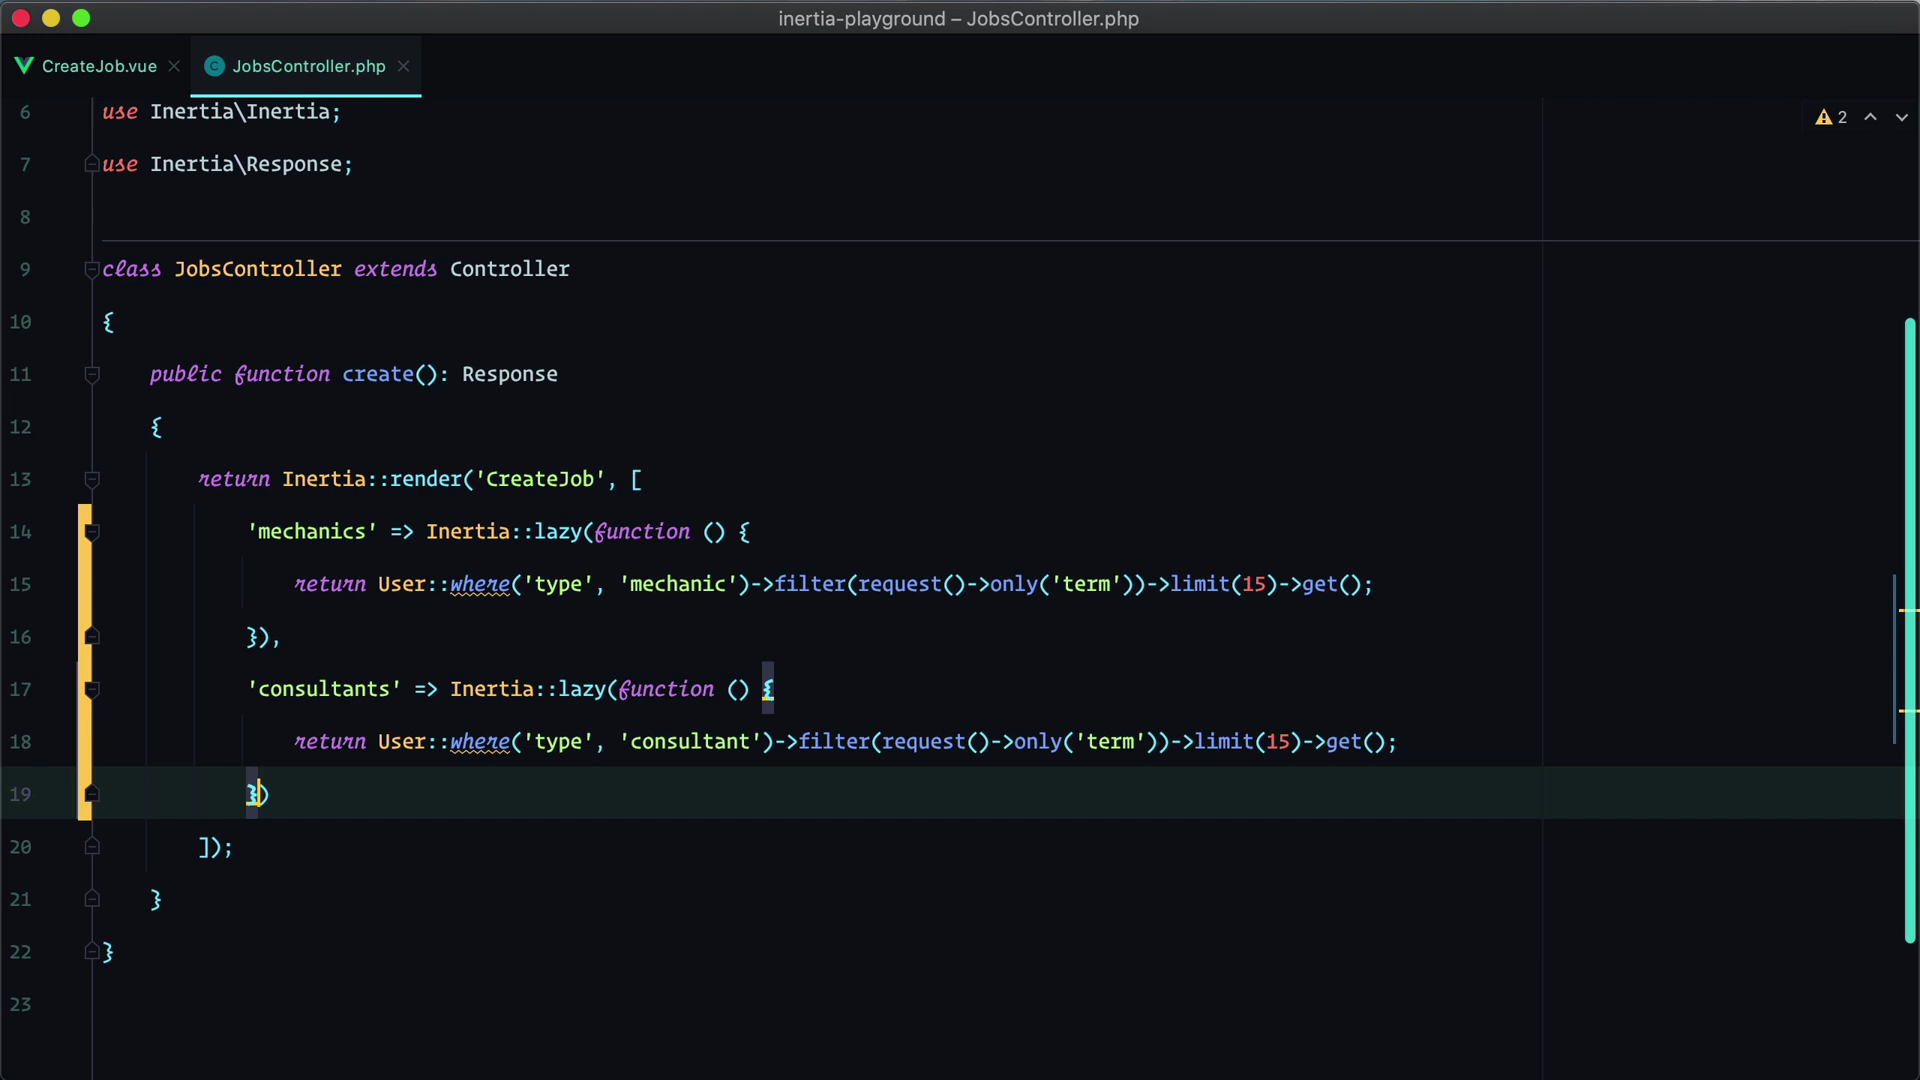 inertia-playground – JobsController.php
CreateJob.vue
JobsController.php
2
6 use Inertia\Inertia;
7 use Inertia\Response;
8
9 class JobsController extends Controller
10 {
11 public function create(): Response
12 {
13 return Inertia::render('CreateJob', [
14 'mechanics' => Inertia::lazy(function () {
15 return User::where('type', 'mechanic')->filter(request()->only('term'))->limit(15)->get();
16 }),
17 'consultants' => Inertia::lazy(function () {
18 return User::where('type', 'consultant')->filter(request()->only('term'))->limit(15)->get();
19 })
20 ]);
21 }
22 }
23